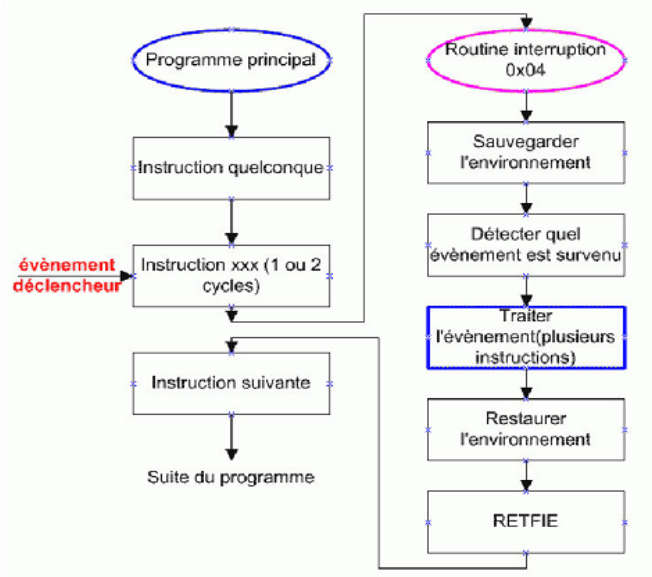 Programme principal
Instruction quelconque
évènement
déclencheur
Instruction xxx (1 ou 2
cycles)
Instruction suivante
Suite du programme
Routine interruption
0x04
Sauvegarder
l'environnement
Détecter quel
évènement est survenu
Traiter
l'évènement(plusieurs
instructions)
Restaurer
l'environnement
RETFIE